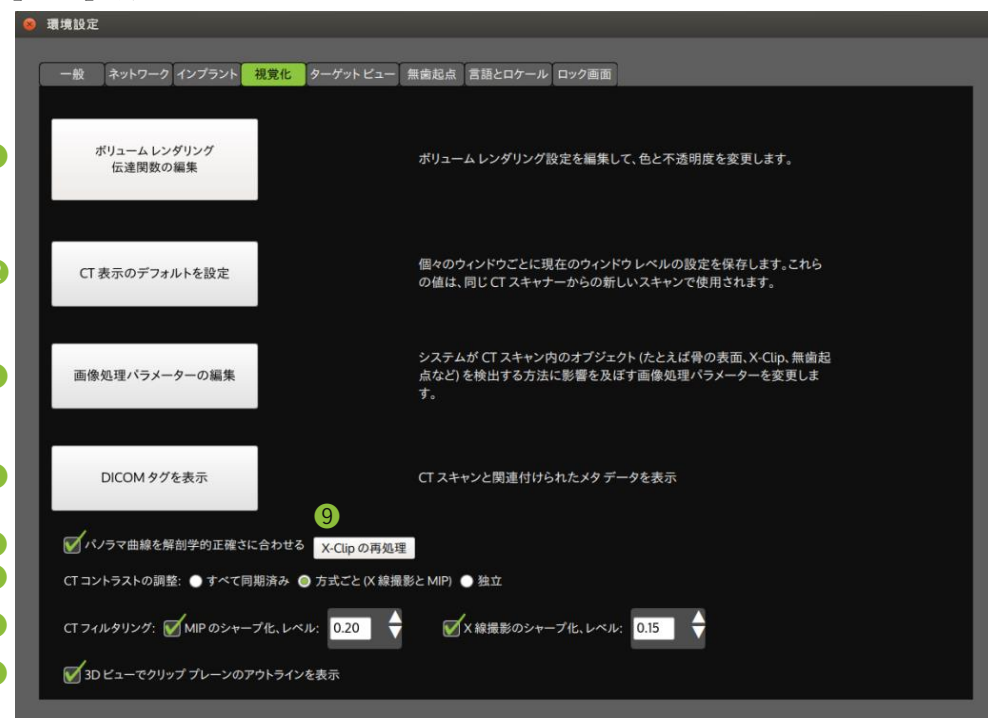 環境設定
一般 ネットワーク インプラント 視覚化 ターゲット ビュー 無歯起点 言語とロケール ロック画面
ボリューム レンダリング
伝達関数の編集
ボリューム レンダリング設定を編集して、色と不透明度を変更します。
CT 表示のデフォルトを設定
個々のウィンドウごとに現在のウィンドウ レベルの設定を保存します。これら
の値は、同じ CT スキャナーからの新しいスキャンで使用されます。
画像処理パラメーターの編集
システムが CT スキャン内のオブジェクト (たとえば骨の表面、X-Clip、無歯起
点など) を検出する方法に影響を及ぼす画像処理パラメーターを変更しま
す。
DICOM タグを表示
CT スキャンと関連付けられたメタ データを表示
9
パノラマ曲線を解剖学的正確さに合わせる X-Clip の再処理
CT コントラストの調整: すべて同期済み 方式ごと (X 線撮影と MIP) 独立
CT フィルタリング: MIP のシャープ化、レベル: 0.20 X 線撮影のシャープ化、レベル: 0.15
3D ビューでクリップ プレーンのアウトラインを表示